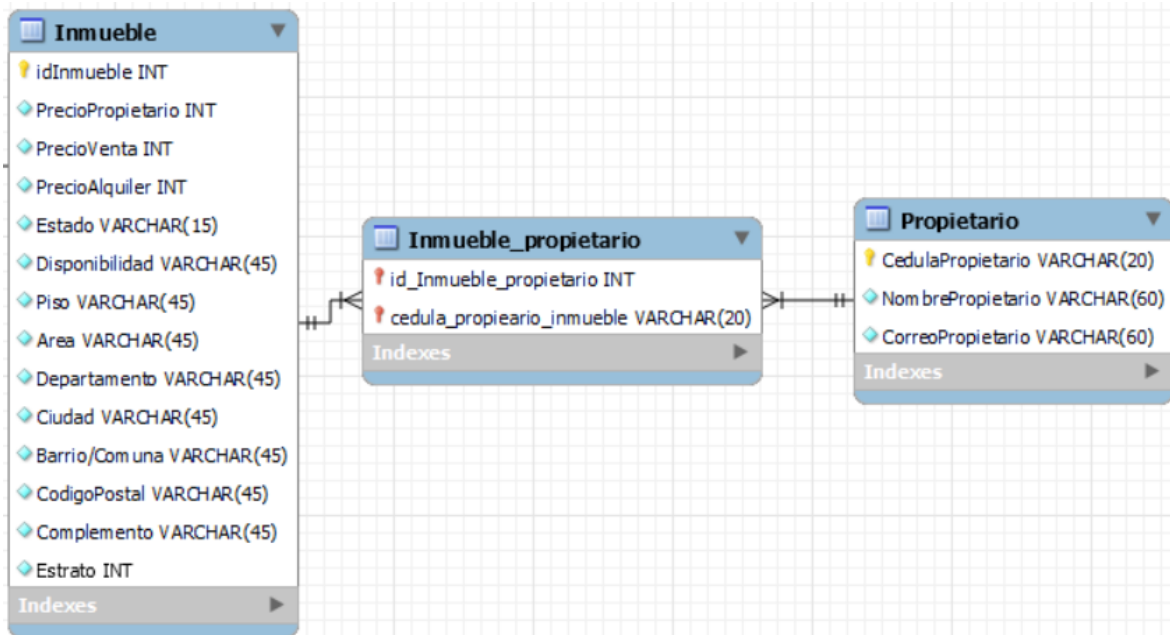 Inmueble
idInmueble INT
PrecioPropietario INT
PrecioVenta INT
PrecioAlquiler INT
Estado VARCHAR(15)
Disponibilidad VARCHAR(45)
Piso VARCHAR(45)
Area VARCHAR(45)
Departamento VARCHAR(45)
Ciudad VARCHAR(45)
Barrio/Comuna VARCHAR(45)
CodigoPostal VARCHAR(45)
Complemento VARCHAR(45)
Estrato INT
Indexes
Inmueble_propietario
id_Inmueble_propietario INT
cedula_propieario_inmueble VARCHAR(20)
Indexes
Propietario
CedulaPropietario VARCHAR(20)
NombrePropietario VARCHAR(60)
CorreoPropietario VARCHAR(60)
Indexes